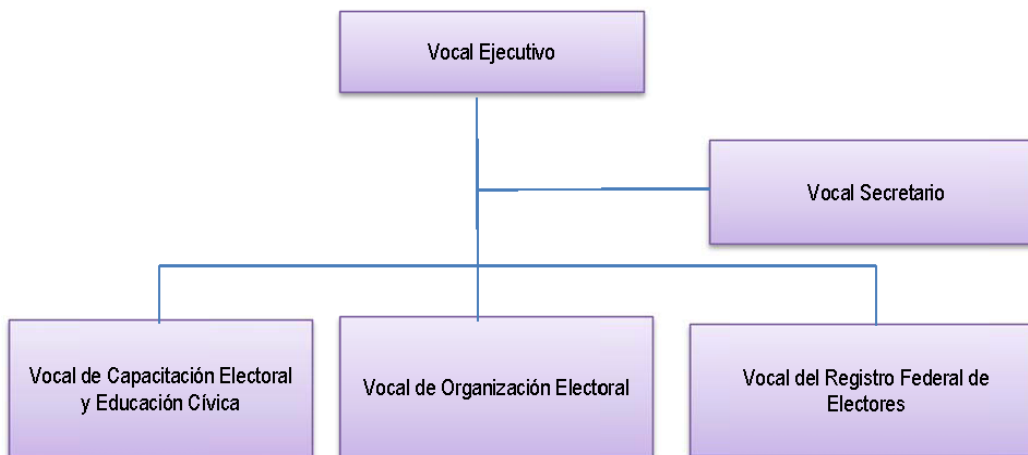 Vocal Ejecutivo
Vocal Secretario
Vocal de Capacitación Electoral
y Educación Cívica
Vocal de Organización Electoral
Vocal del Registro Federal de
Electores